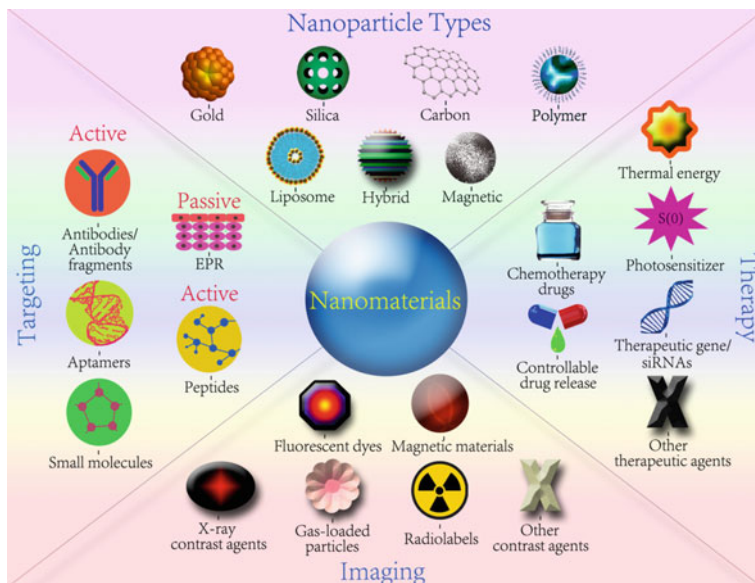 Nanoparticle Types
Gold
Silica
Carbon
Polymer
Liposome
Hybrid
Magnetic
Targeting
Active
Antibodies/
Antibody
fragments
Passive
EPR
Aptamers
Active
Peptides
Small molecules
Nanomaterials
Therapy
Thermal energy
Chemotherapy
drugs
S(0)
Photosensitizer
Controllable
drug release
Therapeutic gene/
siRNAs
Other
therapeutic agents
Fluorescent dyes
Magnetic materials
X-ray
contrast agents
Gas-loaded
particles
Radiolabels
Other
contrast agents
Imaging